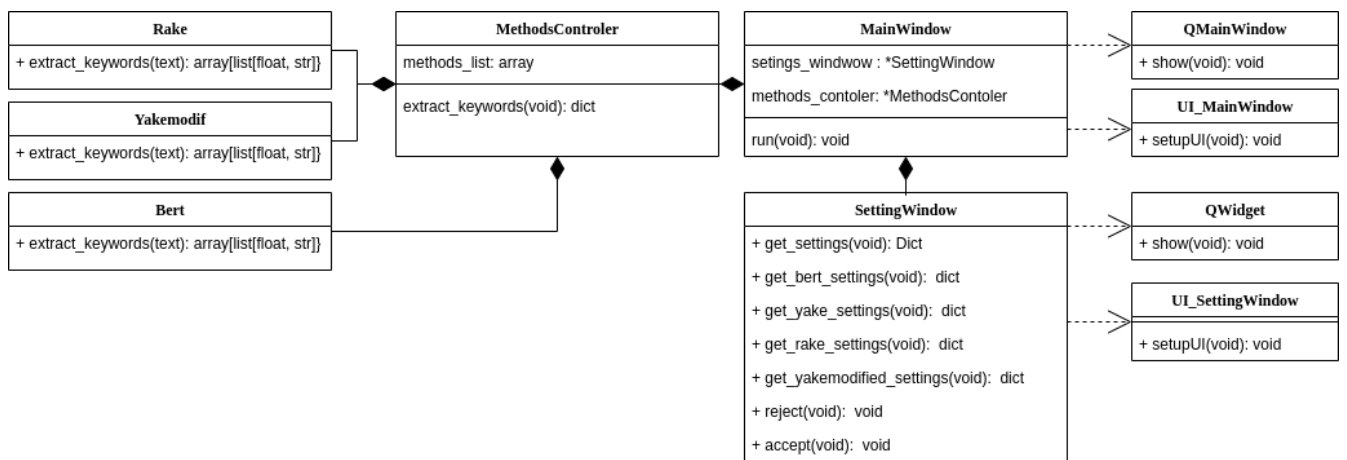 Rake
+ extract_keywords(text): array[list[float, str]}
Yakemodif
+ extract_keywords(text): array[list[float, str]}
Bert
+ extract_keywords(text): array[list[float, str]}
MethodsControler
methods_list: array
extract_keywords(void): dict
MainWindow
setings_windwow : *SettingWindow
methods_contoler: *MethodsContoler
run(void): void
SettingWindow
+ get_settings(void): Dict
+ get_bert_settings(void):  dict
+ get_yake_settings(void):  dict
+ get_rake_settings(void):  dict
+ get_yakemodified_settings(void):  dict
+ reject(void):  void
+ accept(void):  void
QMainWindow
+ show(void): void
UI_MainWindow
+ setupUI(void): void
QWidget
+ show(void): void
UI_SettingWindow
+ setupUI(void): void